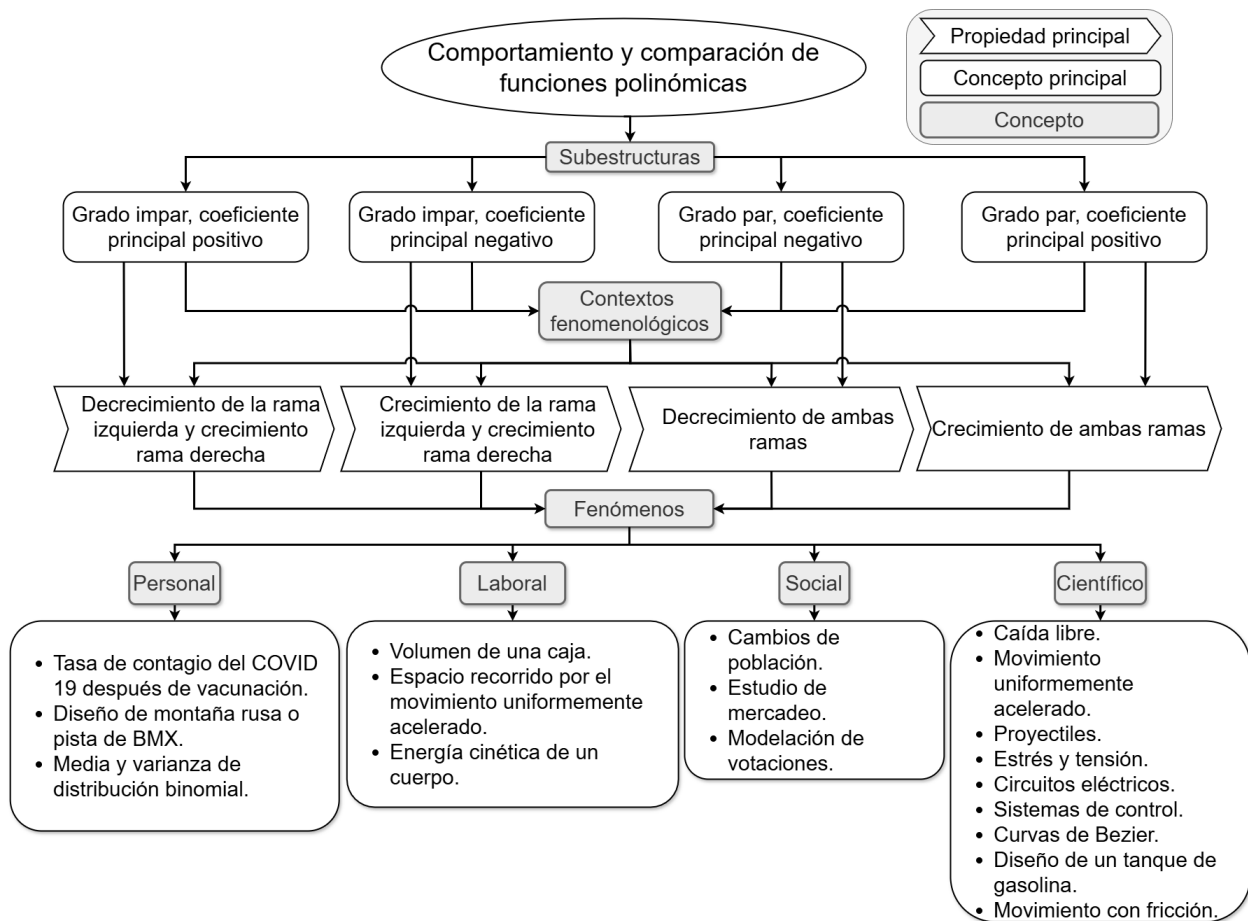 Comportamiento y comparación de
funciones polinómicas
Propiedad principal
Concepto principal
Concepto
Subestructuras
Grado impar, coeficiente
principal positivo
Grado impar, coeficiente
principal negativo
Grado par, coeficiente
principal negativo
Grado par, coeficiente
principal positivo
Contextos
fenomenológicos
Decrecimiento de la rama
izquierda y crecimiento
rama derecha
Crecimiento de la rama
izquierda y crecimiento
rama derecha
Decrecimiento de ambas
ramas
Crecimiento de ambas ramas
Fenómenos
Personal
Laboral
Social
Científico
• Tasa de contagio del COVID
19 después de vacunación.
• Diseño de montaña rusa o
pista de BMX.
• Media y varianza de
distribución binomial.
• Volumen de una caja.
• Espacio recorrido por el
movimiento uniformemente
acelerado.
• Energía cinética de un
cuerpo.
• Cambios de
población.
• Estudio de
mercadeo.
• Modelación de
votaciones.
• Caída libre.
• Movimiento
uniformemente
acelerado.
• Proyectiles.
• Estrés y tensión.
• Circuitos eléctricos.
• Sistemas de control.
• Curvas de Bezier.
• Diseño de un tanque de
gasolina.
• Movimiento con fricción.